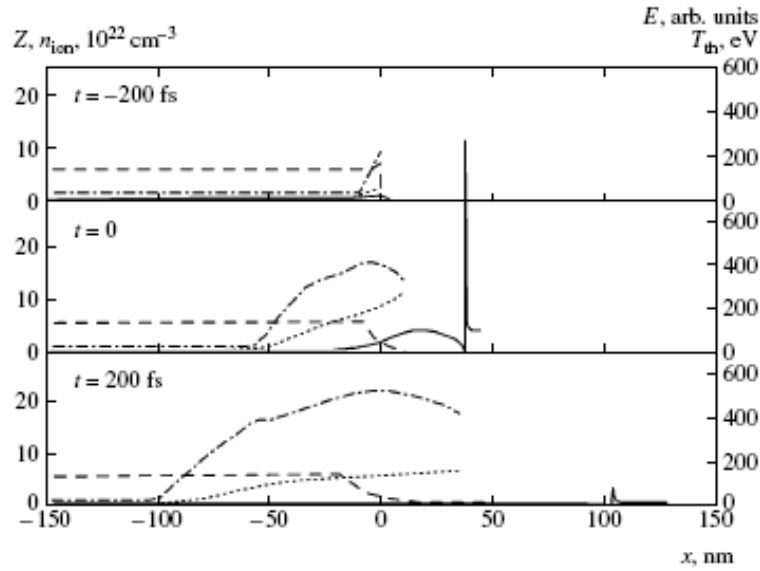 E, arb. units
Z, n_ion, 10^22 cm^−3
T_th, eV
600
20
t = −200 fs
400
10
200
0
0
600
20
t = 0
400
10
200
0
0
600
t = 200 fs
20
400
10
200
0
0
−150 −100 −50 0 50 100 150
x, nm